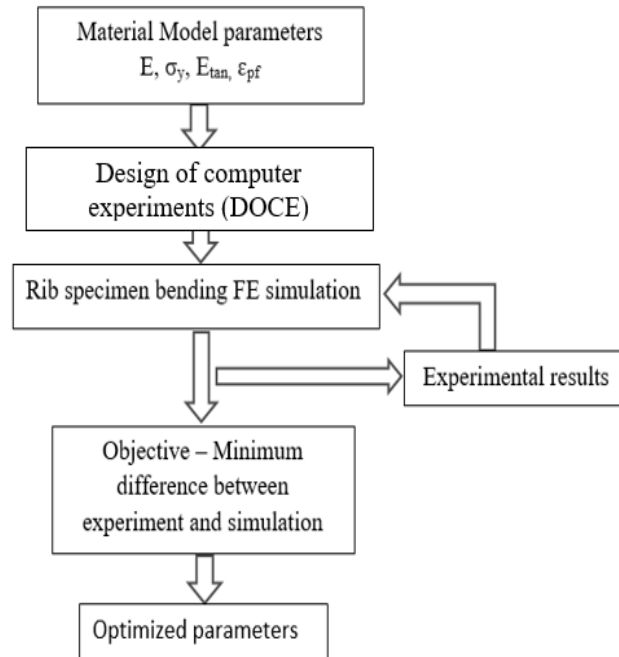 Material Model parameters
E, σy, Etan, εpf
Design of computer
experiments (DOCE)
Rib specimen bending FE simulation
Experimental results
Objective – Minimum
difference between
experiment and simulation
Optimized parameters